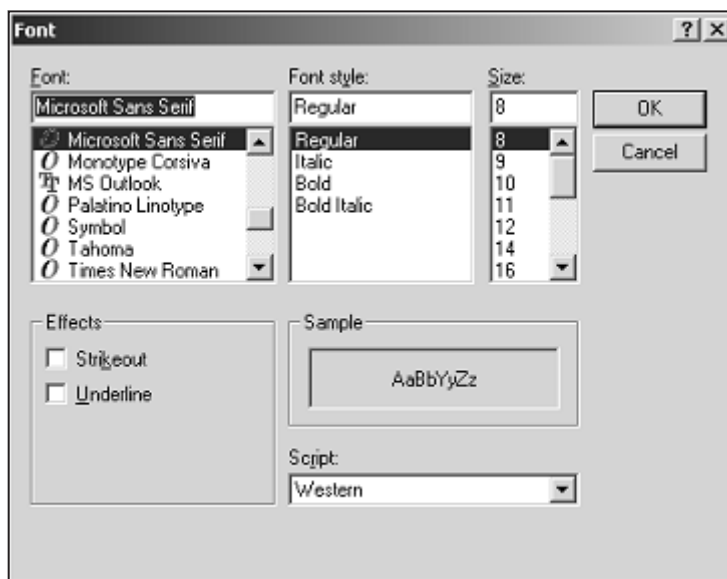 Font
Font:
Microsoft Sans Serif
Microsoft Sans Serif
Monotype Corsiva
MS Outlook
Palatino Linotype
Symbol
Tahoma
Times New Roman
Font style:
Regular
Regular
Italic
Bold
Bold Italic
Size:
8
8
9
10
11
12
14
16
OK
Cancel
Effects
Strikeout
Underline
Sample
AaBbYyZz
Script:
Western